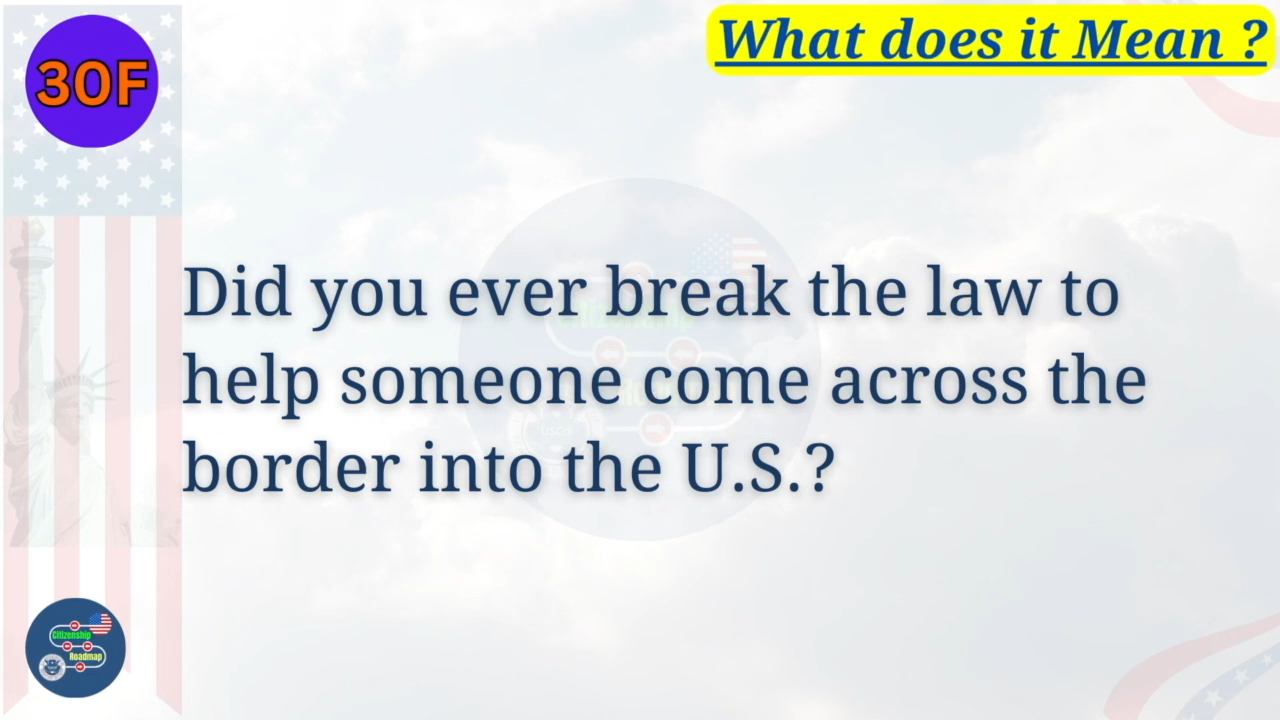 30F
What does it Mean ?
Did you ever break the law to
help someone come across the
border into the U.S.?
Citizenship
Roadmap